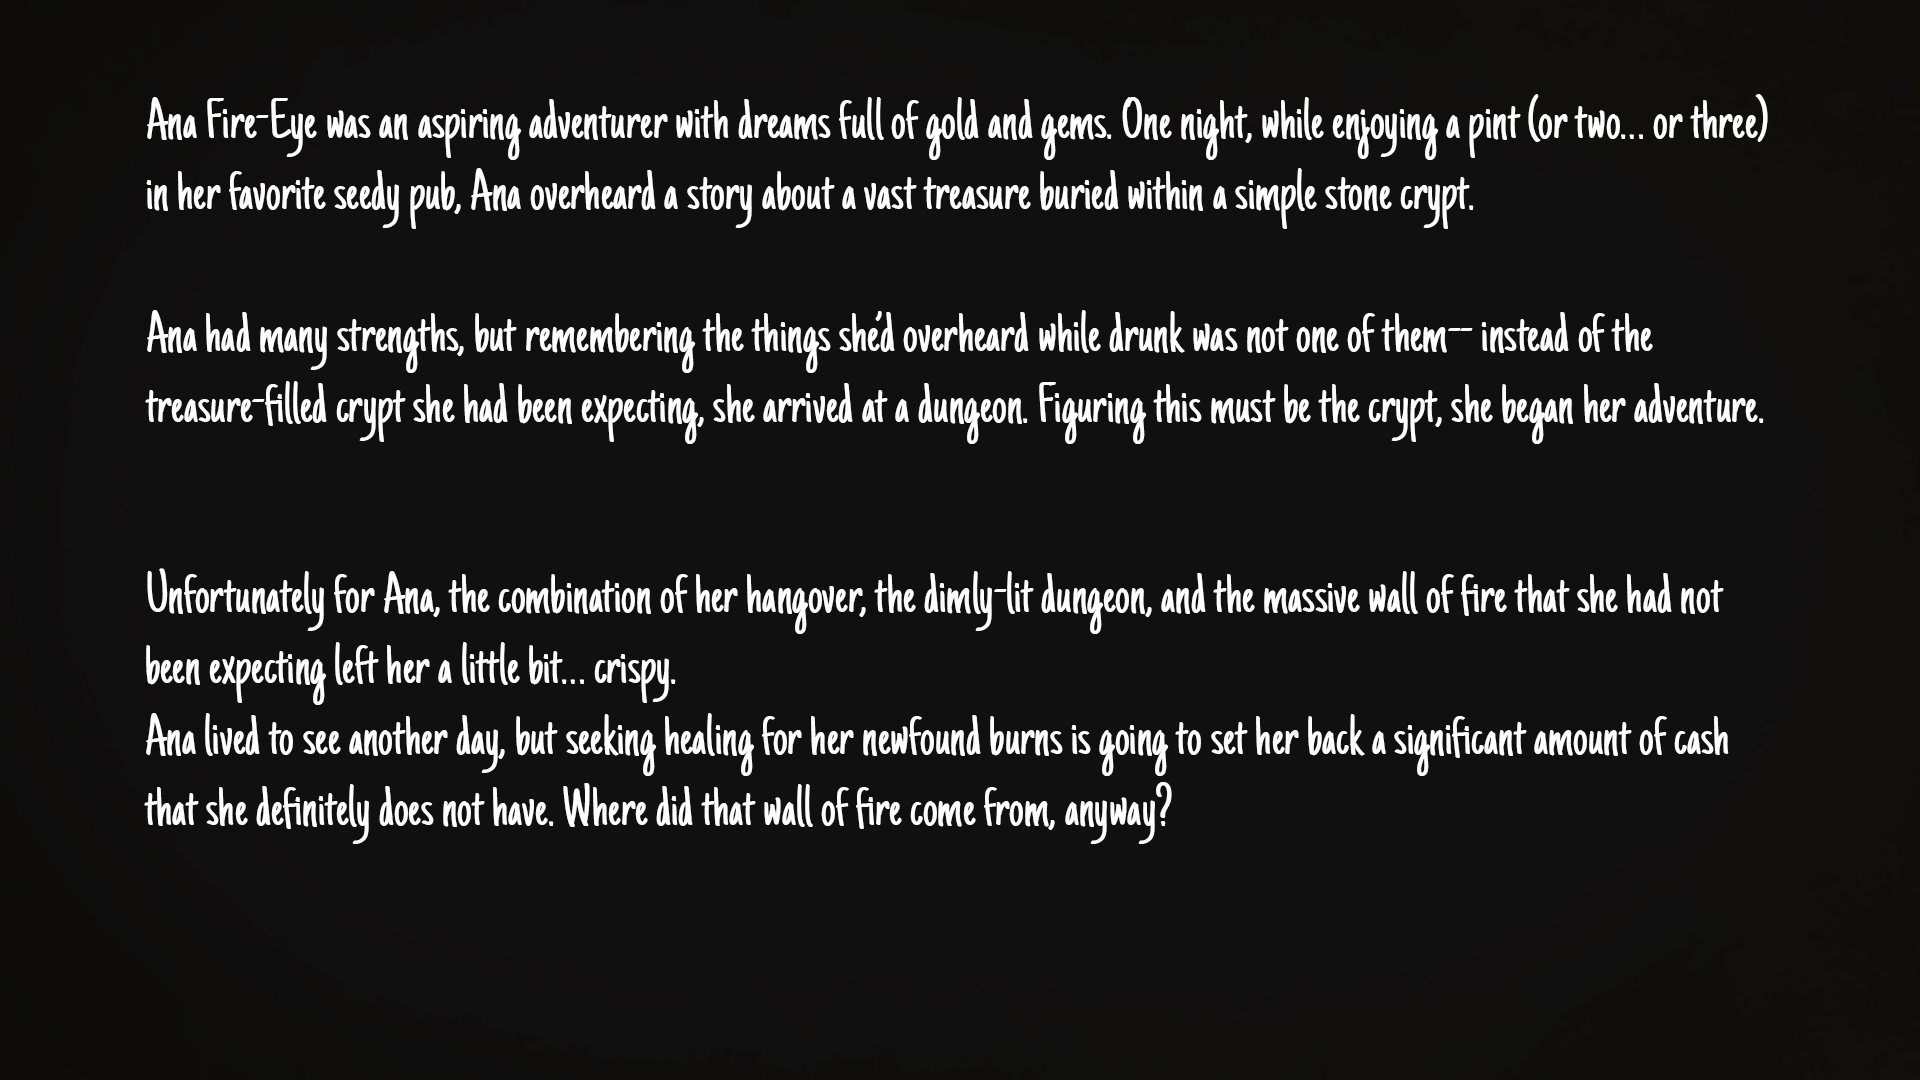 Ana Fire-Eye was an aspiring adventurer with dreams full of gold and gems. One night, while enjoying a pint (or two... or three)
in her favorite seedy pub, Ana overheard a story about a vast treasure buried within a simple stone crypt.
Ana had many strengths, but remembering the things she'd overheard while drunk was not one of them-- instead of the
treasure-filled crypt she had been expecting, she arrived at a dungeon. Figuring this must be the crypt, she began her adventure.
Unfortunately for Ana, the combination of her hangover, the dimly-lit dungeon, and the massive wall of fire that she had not
been expecting left her a little bit... crispy.
Ana lived to see another day, but seeking healing for her newfound burns is going to set her back a significant amount of cash
that she definitely does not have. Where did that wall of fire come from, anyway?